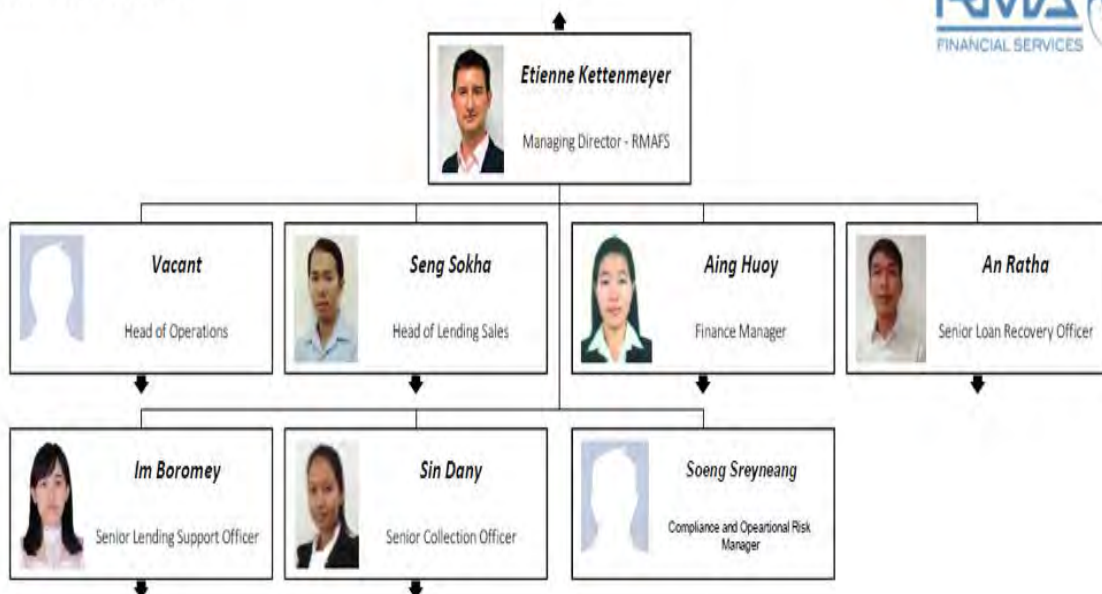 RMA
FINANCIAL SERVICES
Etienne Kettenmeyer
Managing Director - RMAFS
Vacant
Head of Operations
Seng Sokha
Head of Lending Sales
Aing Huoy
Finance Manager
An Ratha
Senior Loan Recovery Officer
Im Boromey
Senior Lending Support Officer
Sin Dany
Senior Collection Officer
Soeng Sreyneang
Compliance and Opeartional Risk
Manager